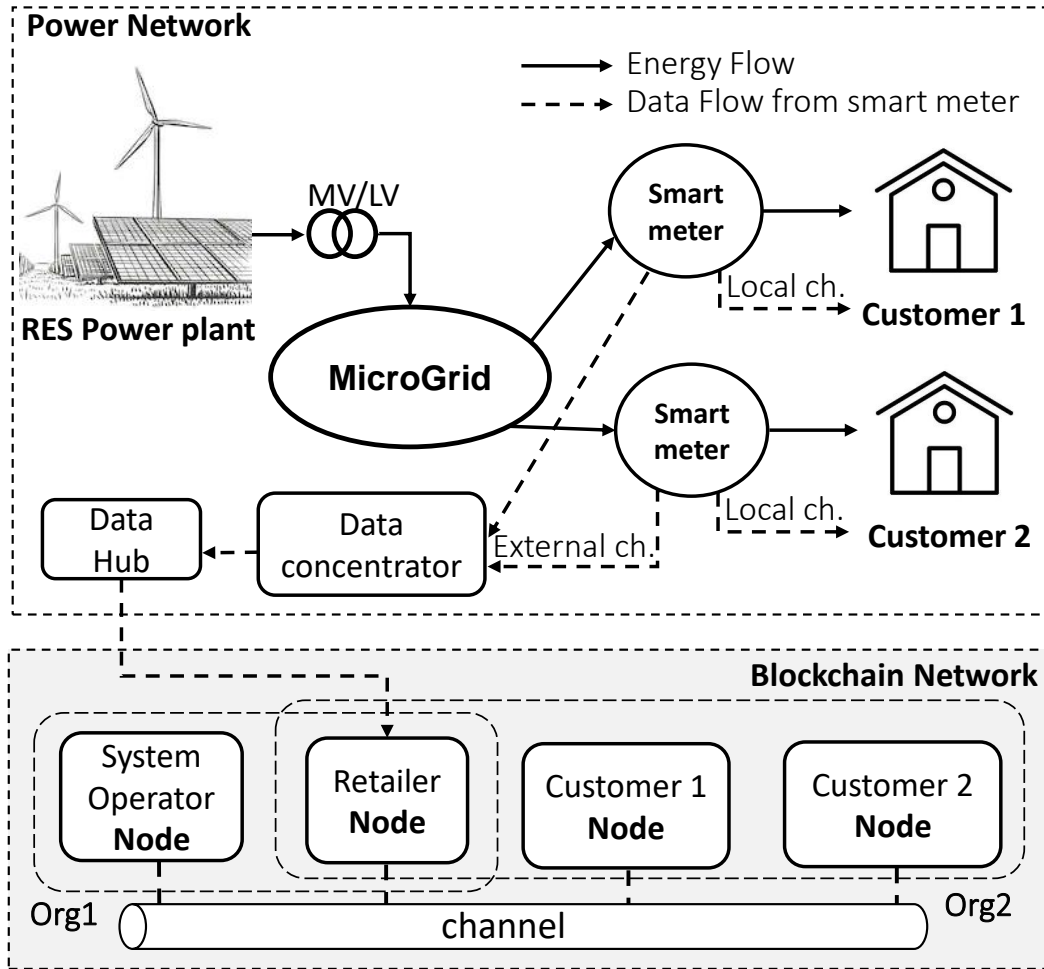 Power Network
Energy Flow
Data Flow from smart meter
MV/LV
Smart
meter
Local ch.
RES Power plant
Customer 1
MicroGrid
Smart
meter
Local ch.
Customer 2
Data
Hub
Data
concentrator
External ch.
Blockchain Network
System
Operator
Node
Retailer
Node
Customer 1
Node
Customer 2
Node
Org1
Org2
channel